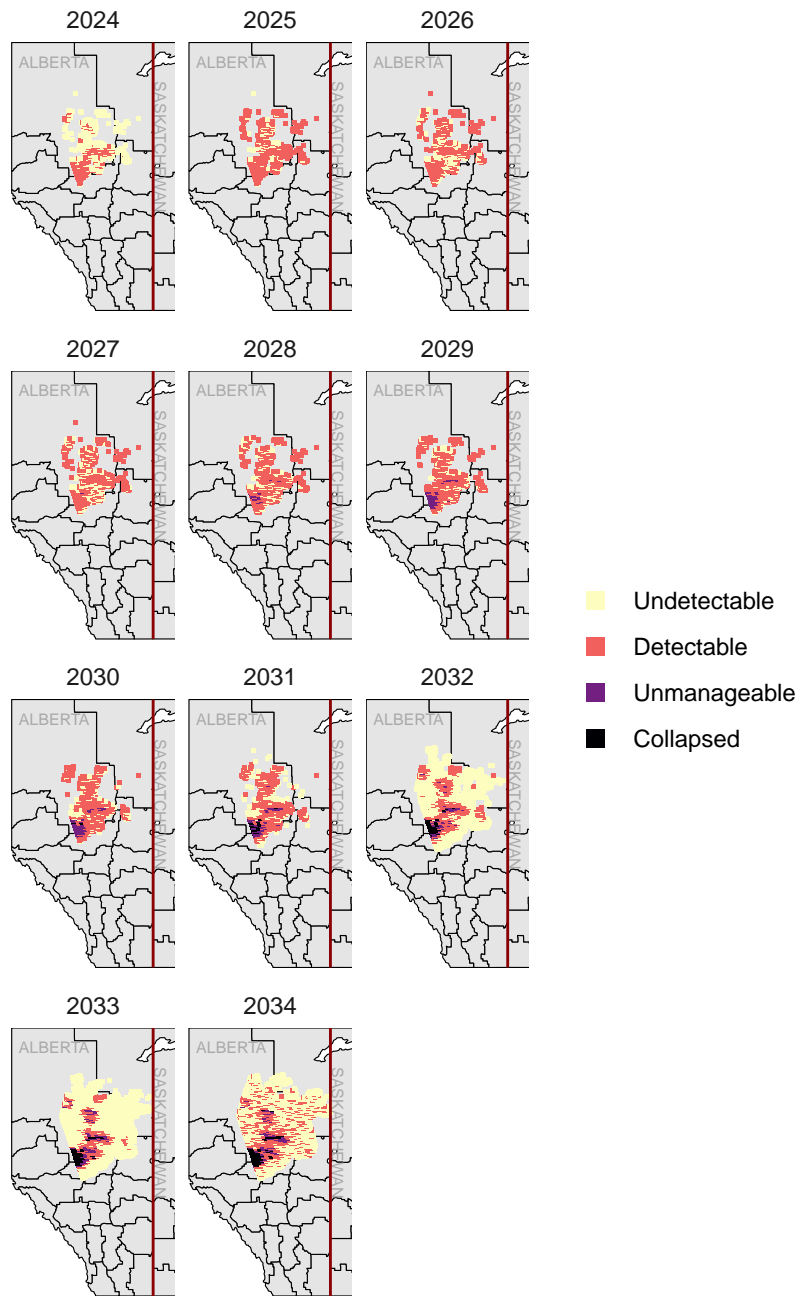 2024 2025 2026
ALBERTA ALBERTA ALBERTA
SASKATCHEWAN SASKATCHEWAN SASKATCHEWAN
2027 2028 2029
ALBERTA ALBERTA ALBERTA
SASKATCHEWAN SASKATCHEWAN SASKATCHEWAN
Undetectable
Detectable
Unmanageable
Collapsed
2030 2031 2032
ALBERTA ALBERTA ALBERTA
SASKATCHEWAN SASKATCHEWAN SASKATCHEWAN
2033 2034
ALBERTA ALBERTA
SASKATCHEWAN SASKATCHEWAN